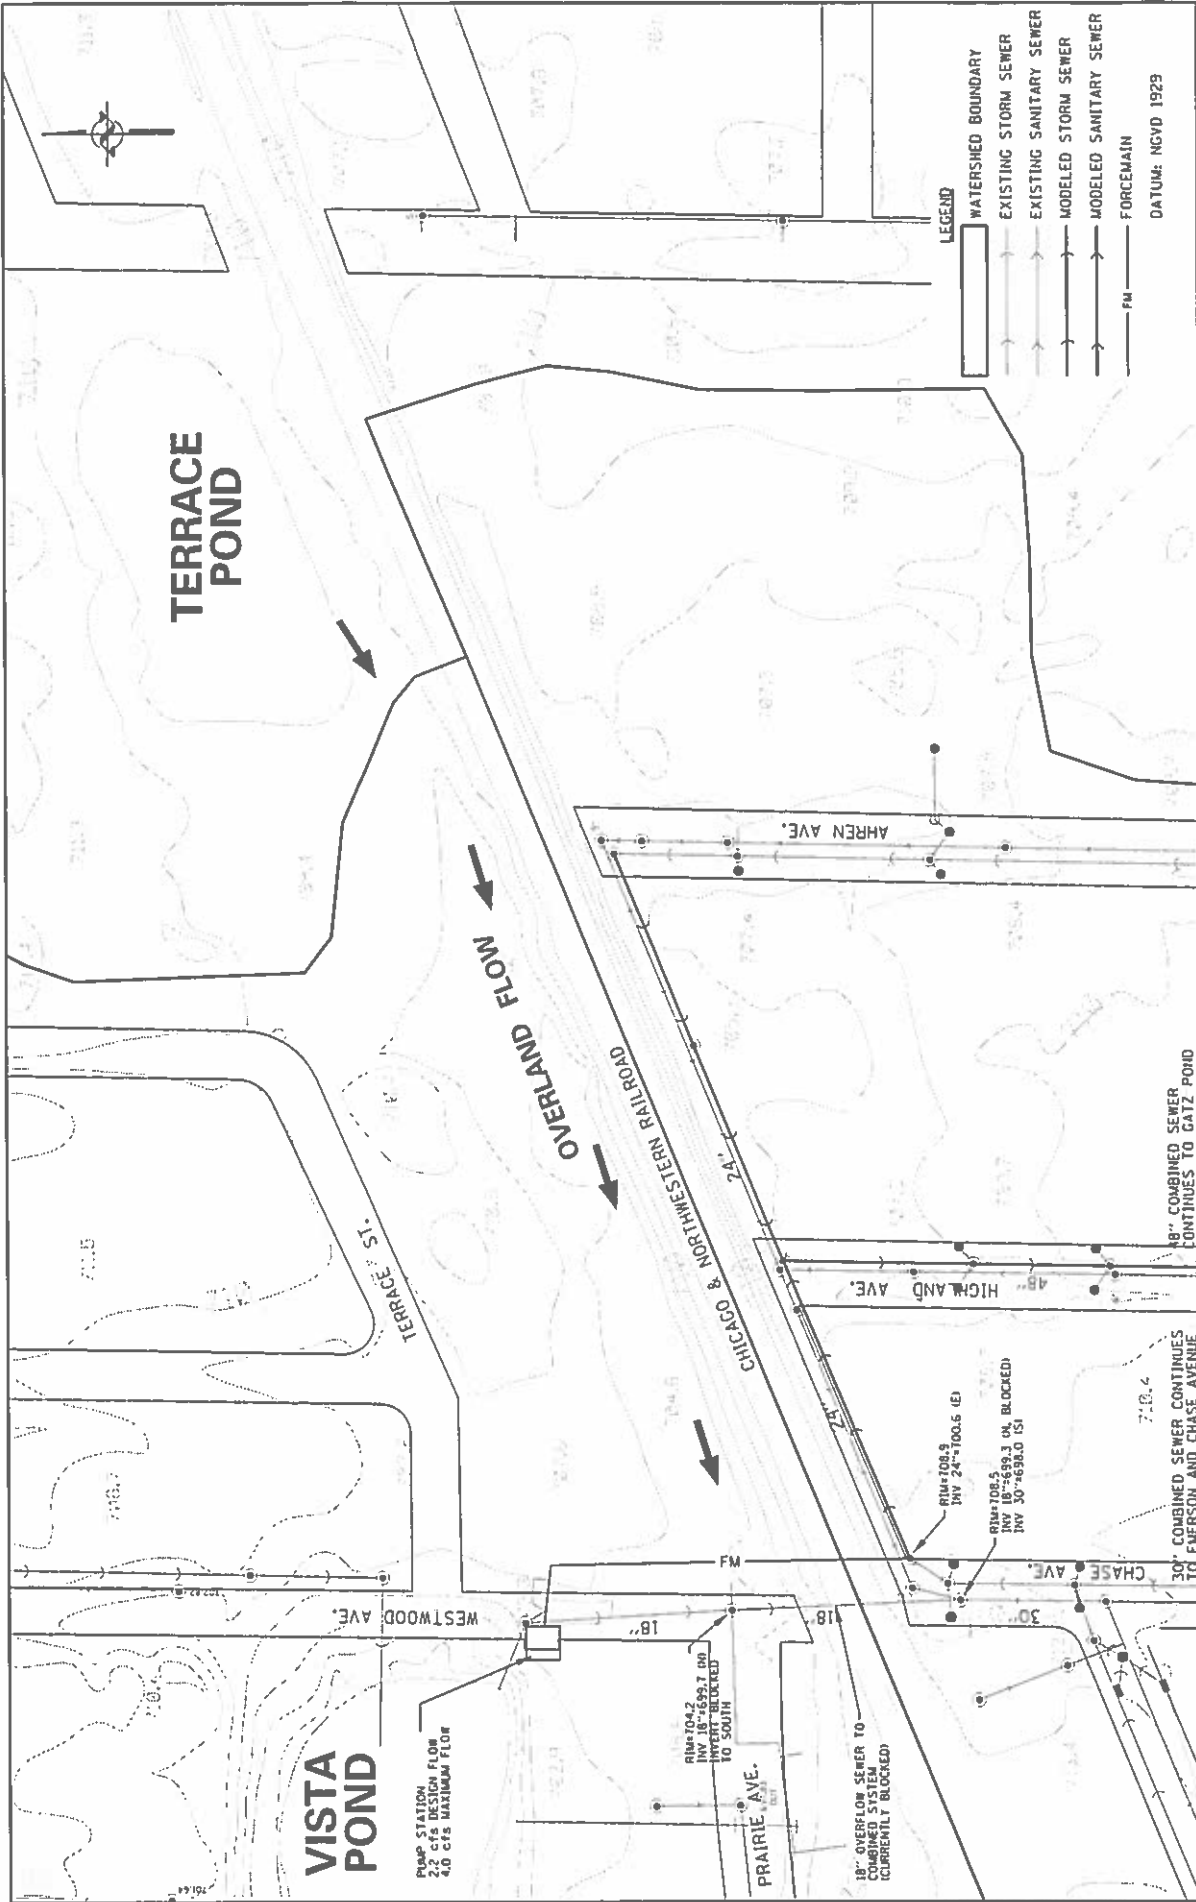 TERRACE
POND
VISTA
POND
OVERLAND FLOW
TERRACE ST.
CHICAGO & NORTHWESTERN RAILROAD
WESTWOOD AVE.
PRAIRIE AVE.
AHREN AVE.
HIGHLAND AVE.
CHASE AVE.
PUMP STATION
2.2 cfs DESIGN FLOW
4.0 cfs MAXIMUM FLOW
RIM=704.2
INV 18"=699.7 (N)
INVERT BLOCKED
TO SOUTH
18" OVERFLOW SEWER TO
COMBINED SYSTEM
(CURRENTLY BLOCKED)
RIM=708.9
INV 24"=700.6 (E)
RIM=708.5
INV 18"=699.3 (N, BLOCKED)
INV 30"=698.0 (S)
30" COMBINED SEWER CONTINUES
TO EMERSON AND CHASE AVENUE
48" COMBINED SEWER
CONTINUES TO GATZ POND
FM
18"
18"
24"
24"
30"
48"
710.4
701.64
LEGEND
WATERSHED BOUNDARY
EXISTING STORM SEWER
EXISTING SANITARY SEWER
MODELED STORM SEWER
MODELED SANITARY SEWER
FM
FORCEMAIN
DATUM: NGVD 1929